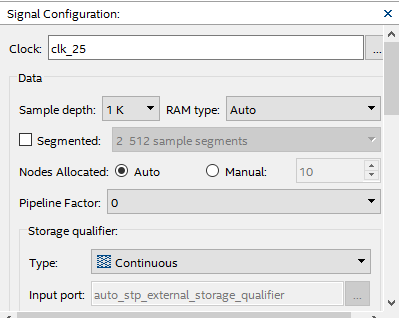 Signal Configuration:
Clock: clk_25 ...
Data
Sample depth: 1 K RAM type: Auto
Segmented: 2 512 sample segments
Nodes Allocated: Auto Manual: 10
Pipeline Factor: 0
Storage qualifier:
Type: Continuous
Input port: auto_stp_external_storage_qualifier ...